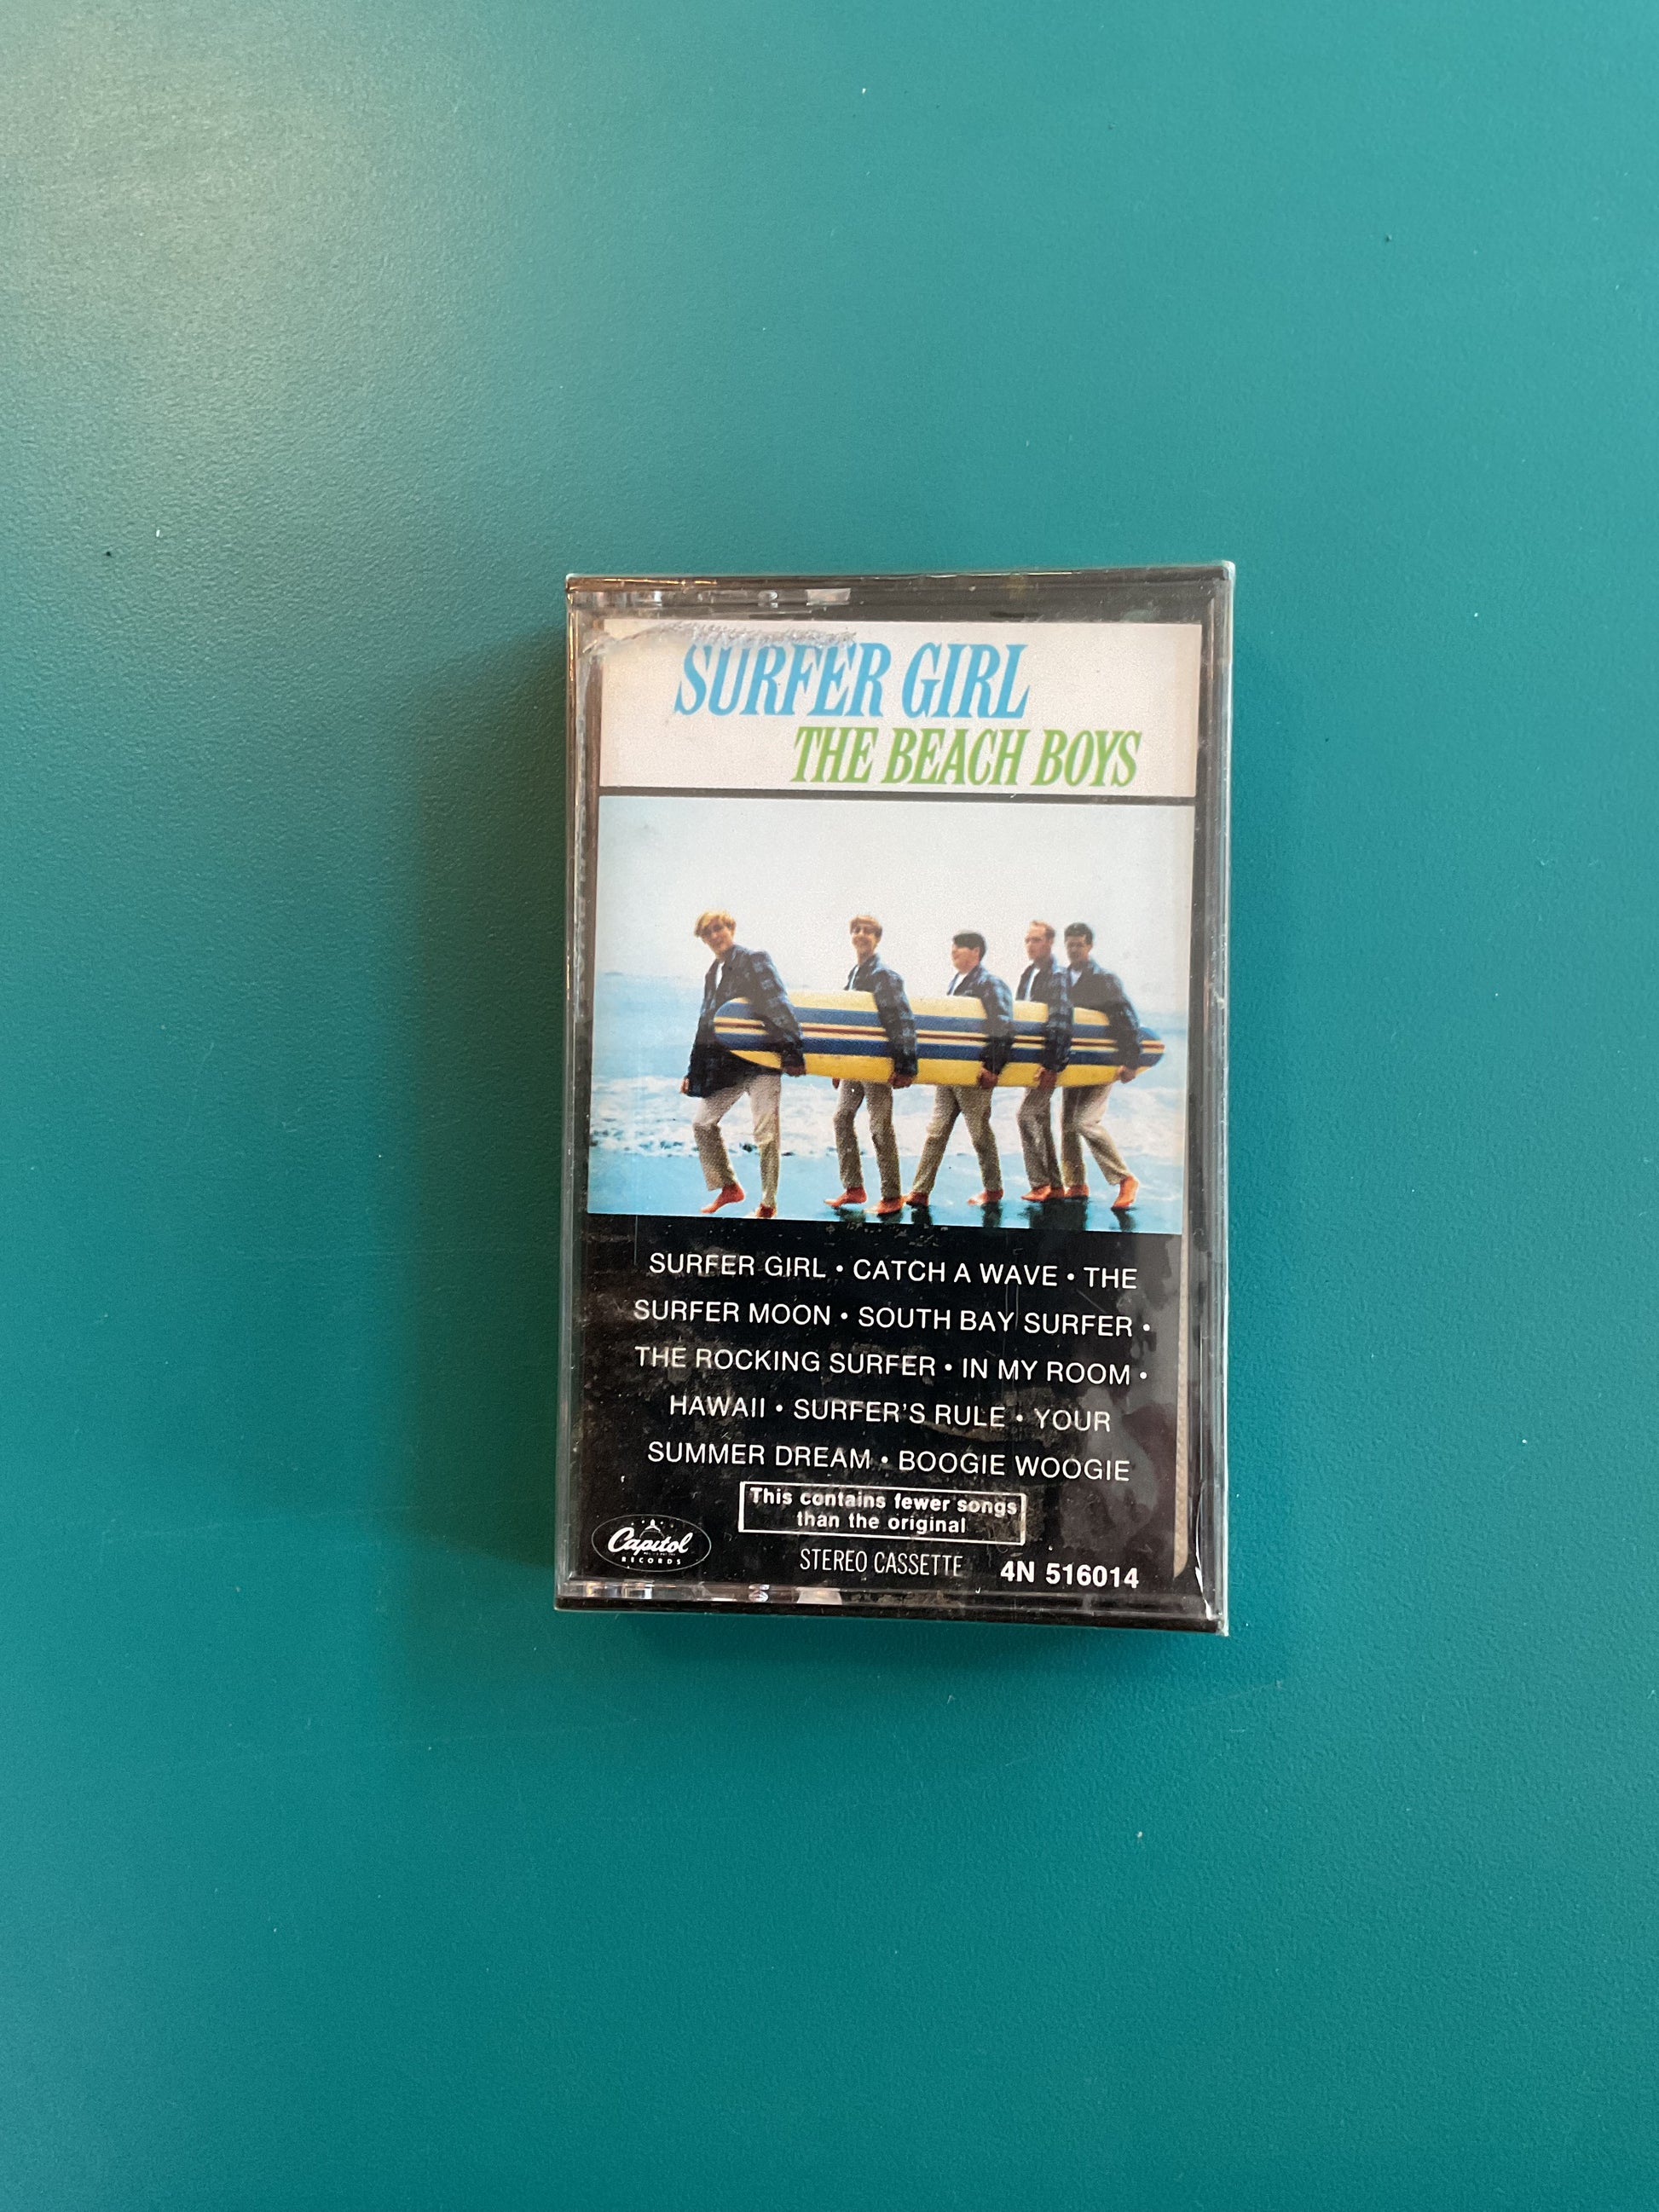 SURFER GIRL
THE BEACH BOYS
SURFER GIRL • CATCH A WAVE • THE
SURFER MOON • SOUTH BAY SURFER •
THE ROCKING SURFER • IN MY ROOM •
HAWAII • SURFER'S RULE • YOUR
SUMMER DREAM • BOOGIE WOOGIE
This contains fewer songs
than the original
Capitol
RECORDS
STEREO CASSETTE
4N 516014